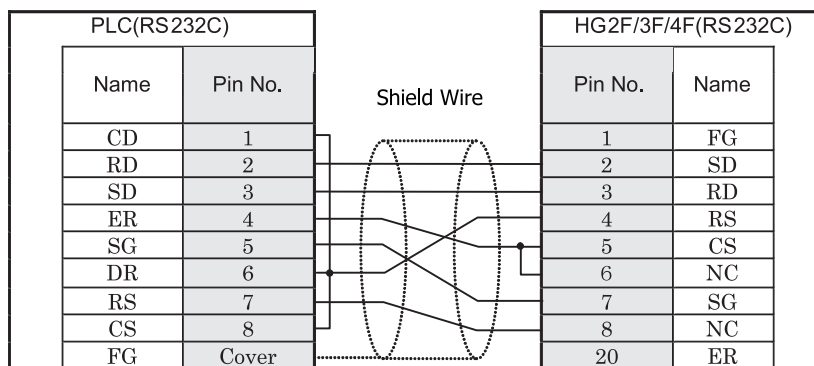 PLC(RS232C) HG2F/3F/4F(RS232C)
Name Pin No. Shield Wire Pin No. Name
CD 1 1 FG
RD 2 2 SD
SD 3 3 RD
ER 4 4 RS
SG 5 5 CS
DR 6 6 NC
RS 7 7 SG
CS 8 8 NC
FG Cover 20 ER